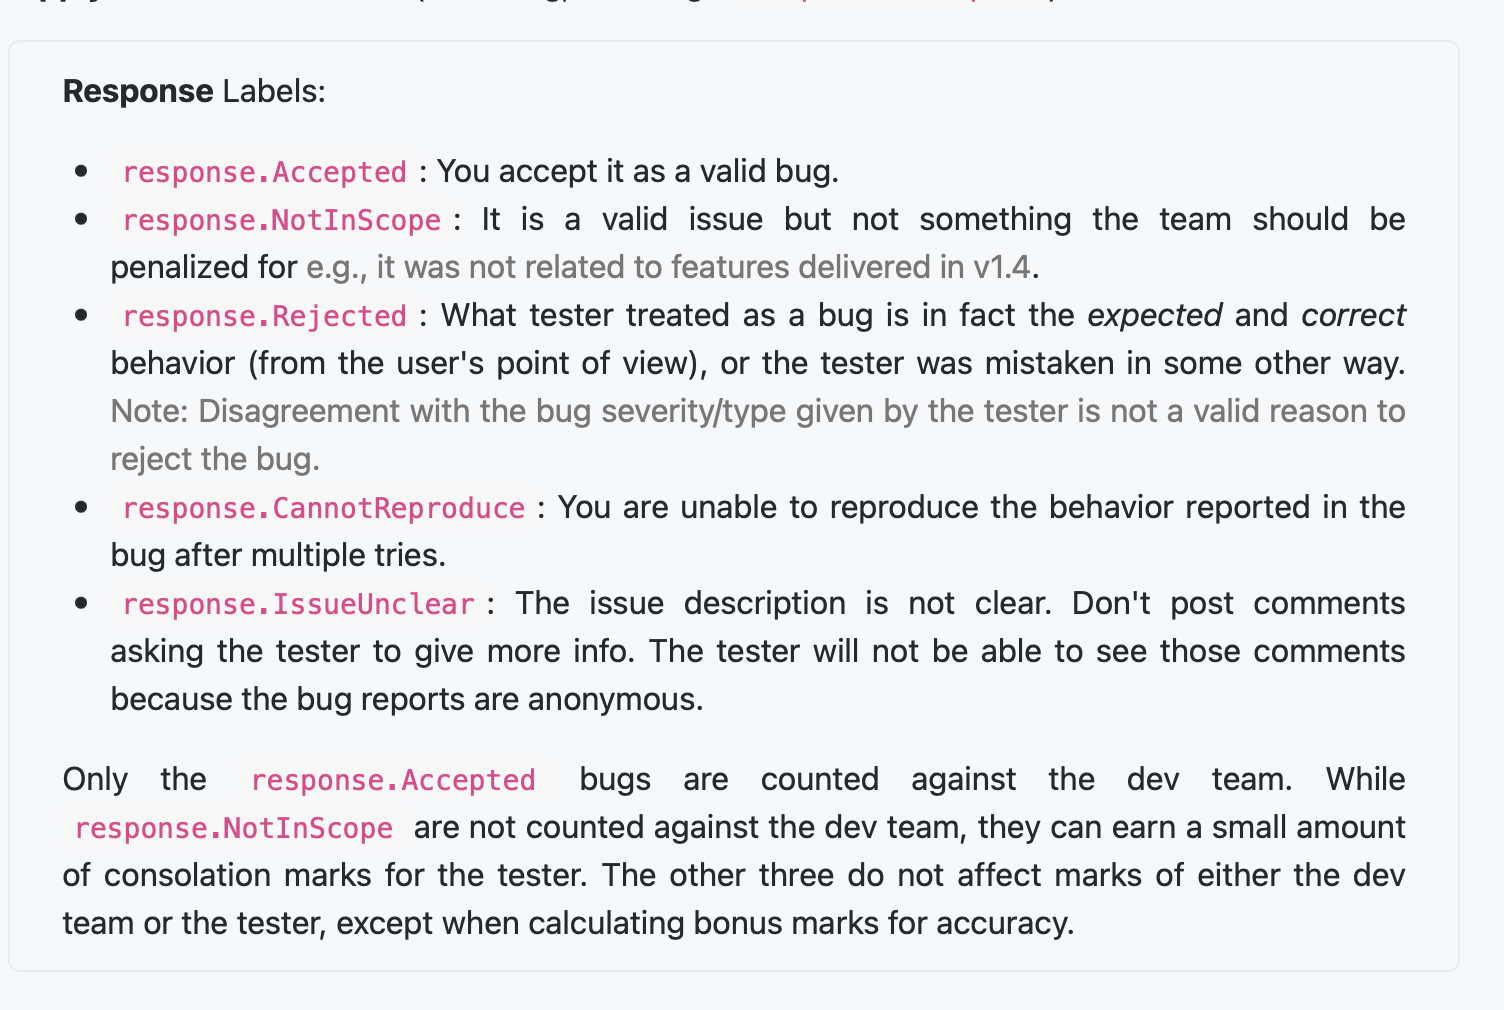 Response Labels:
response.Accepted : You accept it as a valid bug.
response.NotInScope : It is a valid issue but not something the team should be
penalized for e.g., it was not related to features delivered in v1.4.
response.Rejected : What tester treated as a bug is in fact the expected and correct
behavior (from the user's point of view), or the tester was mistaken in some other way.
Note: Disagreement with the bug severity/type given by the tester is not a valid reason to
reject the bug.
response.CannotReproduce : You are unable to reproduce the behavior reported in the
bug after multiple tries.
response.IssueUnclear : The issue description is not clear. Don't post comments
asking the tester to give more info. The tester will not be able to see those comments
because the bug reports are anonymous.
Only the response.Accepted bugs are counted against the dev team. While
response.NotInScope are not counted against the dev team, they can earn a small amount
of consolation marks for the tester. The other three do not affect marks of either the dev
team or the tester, except when calculating bonus marks for accuracy.